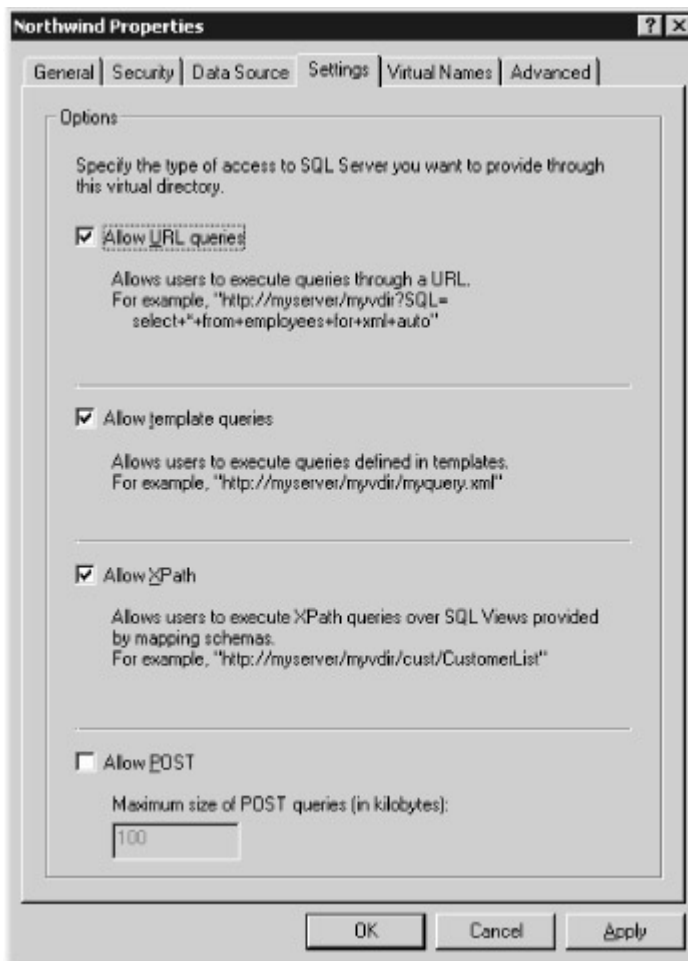 Northwind Properties
General Security Data Source Settings Virtual Names Advanced
Options
Specify the type of access to SQL Server you want to provide through
this virtual directory.
Allow URL queries
Allows users to execute queries through a URL.
For example, "http://myserver/myvdir?SQL=
select+*+from+employees+for+xml+auto"
Allow template queries
Allows users to execute queries defined in templates.
For example, "http://myserver/myvdir/myquery.xml"
Allow XPath
Allows users to execute XPath queries over SQL Views provided
by mapping schemas.
For example, "http://myserver/myvdir/cust/CustomerList"
Allow POST
Maximum size of POST queries (in kilobytes):
100
OK Cancel Apply